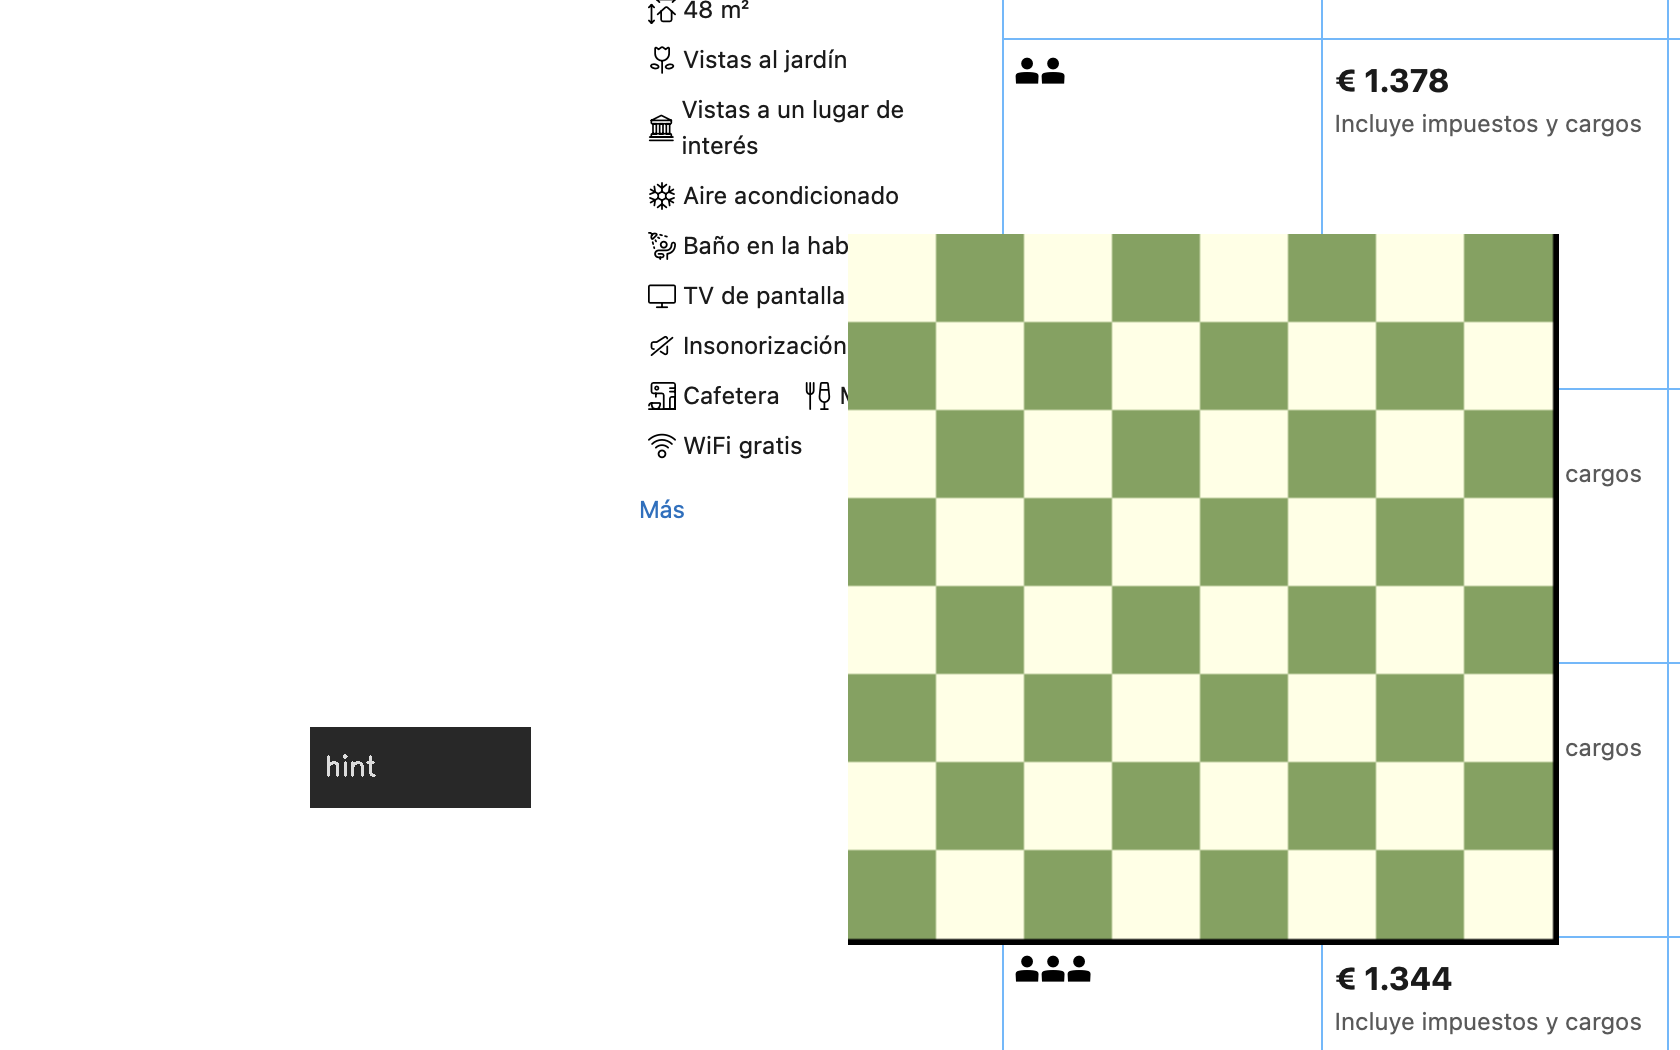 48 m²
Vistas al jardín
Vistas a un lugar de
interés
Aire acondicionado
Baño en la hab
TV de pantalla
Insonorización
Cafetera
WiFi gratis
Más
hint
€ 1.378
Incluye impuestos y cargos
cargos
cargos
€ 1.344
Incluye impuestos y cargos